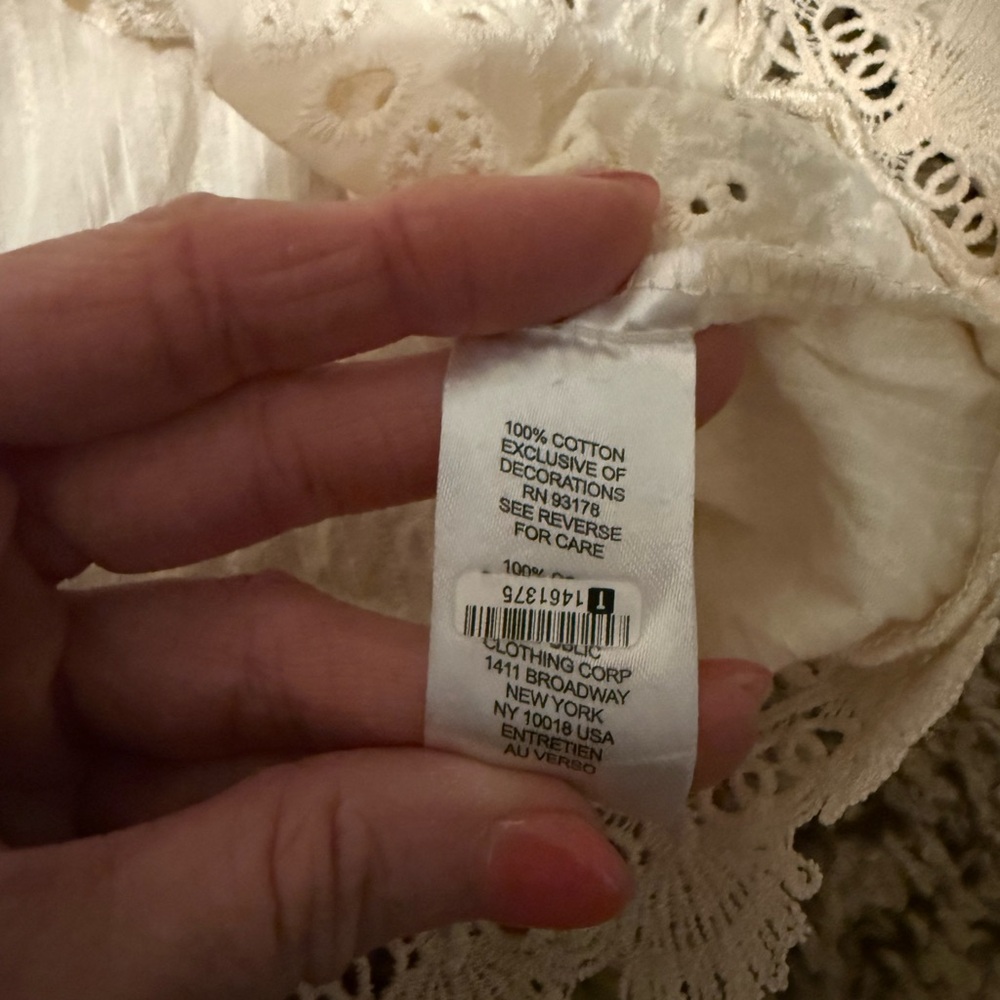 100% COTTON
EXCLUSIVE OF
DECORATIONS
RN 93178
SEE REVERSE
FOR CARE
100%
1461375
CLOTHING CORP
1411 BROADWAY
NEW YORK
NY 10018 USA
ENTRETIEN
AU VERSO